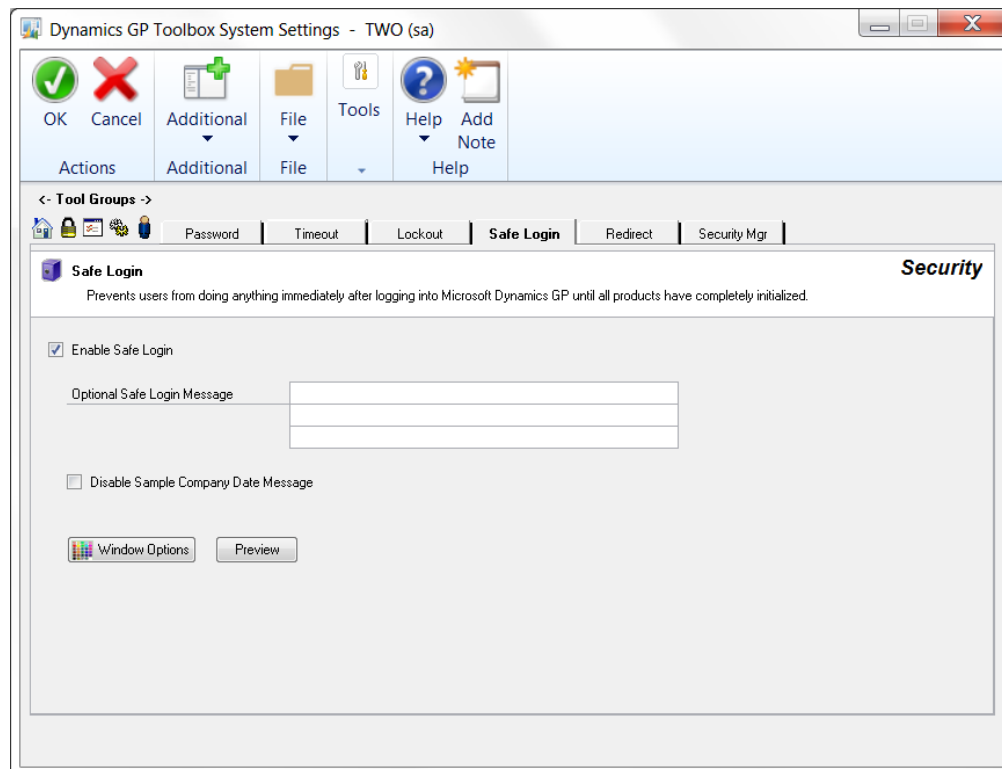 Dynamics GP Toolbox System Settings - TWO (sa)
OK Cancel Additional File Tools Help Add Note
Actions Additional File Help
<- Tool Groups ->
Password Timeout Lockout Safe Login Redirect Security Mgr
Safe Login Security
Prevents users from doing anything immediately after logging into Microsoft Dynamics GP until all products have completely initialized.
Enable Safe Login
Optional Safe Login Message
Disable Sample Company Date Message
Window Options Preview